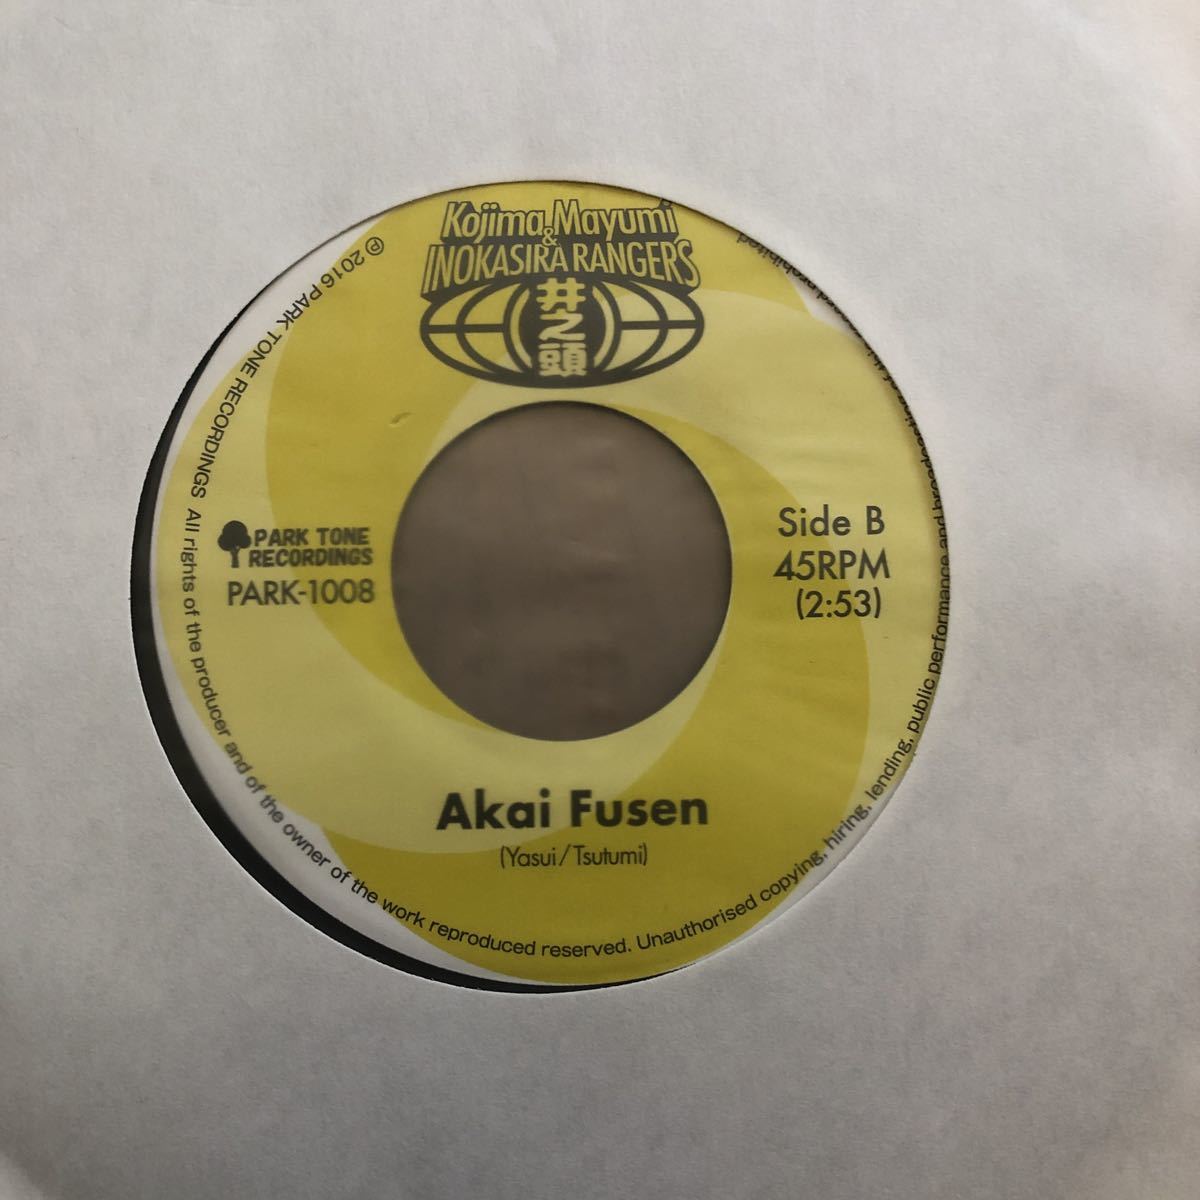 Kojima Mayumi
&
INOKASIRA RANGERS
井之頭
PARK TONE
RECORDINGS
PARK-1008
Side B
45RPM
(2:53)
Akai Fusen
(Yasui/Tsutumi)
℗ 2016 PARK TONE RECORDINGS All rights of the producer and of the owner of the work reproduced reserved. Unauthorised copying, hiring, lending, public performance and broadcasting of prohibited